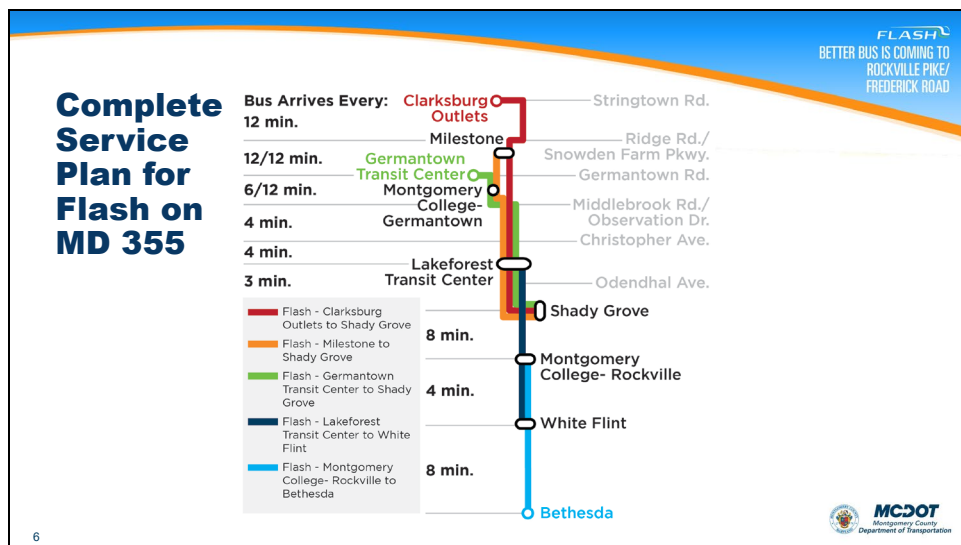 FLASH
BETTER BUS IS COMING TO
ROCKVILLE PIKE/
FREDERICK ROAD
Complete
Service
Plan for
Flash on
MD 355
Bus Arrives Every:
12 min.
12/12 min.
6/12 min.
4 min.
4 min.
3 min.
8 min.
4 min.
8 min.
Clarksburg
Outlets
Milestone
Germantown
Transit Center
Montgomery
College-
Germantown
Lakeforest
Transit Center
Shady Grove
Montgomery
College- Rockville
White Flint
Bethesda
Stringtown Rd.
Ridge Rd./
Snowden Farm Pkwy.
Germantown Rd.
Middlebrook Rd./
Observation Dr.
Christopher Ave.
Odendhal Ave.
Flash - Clarksburg
Outlets to Shady Grove
Flash - Milestone to
Shady Grove
Flash - Germantown
Transit Center to Shady
Grove
Flash - Lakeforest
Transit Center to White
Flint
Flash - Montgomery
College- Rockville to
Bethesda
6
MCDOT
Montgomery County
Department of Transportation